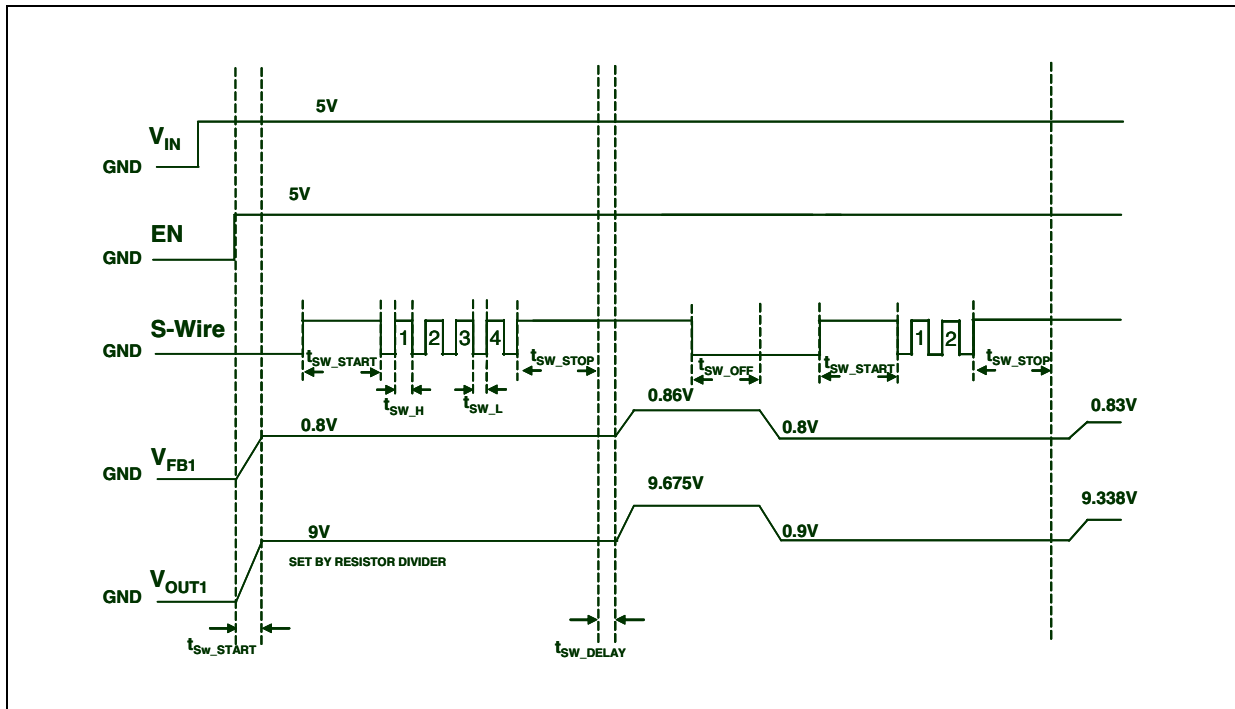 5V
V_IN
GND
5V
EN
GND
S-Wire
GND
1 2 3 4
1 2
t_SW_START
t_SW_STOP
t_SW_OFF
t_SW_START
t_SW_STOP
t_SW_H
t_SW_L
0.8V
0.86V
0.8V
0.83V
V_FB1
GND
9V
9.675V
0.9V
9.338V
SET BY RESISTOR DIVIDER
V_OUT1
GND
t_Sw_START
t_SW_DELAY